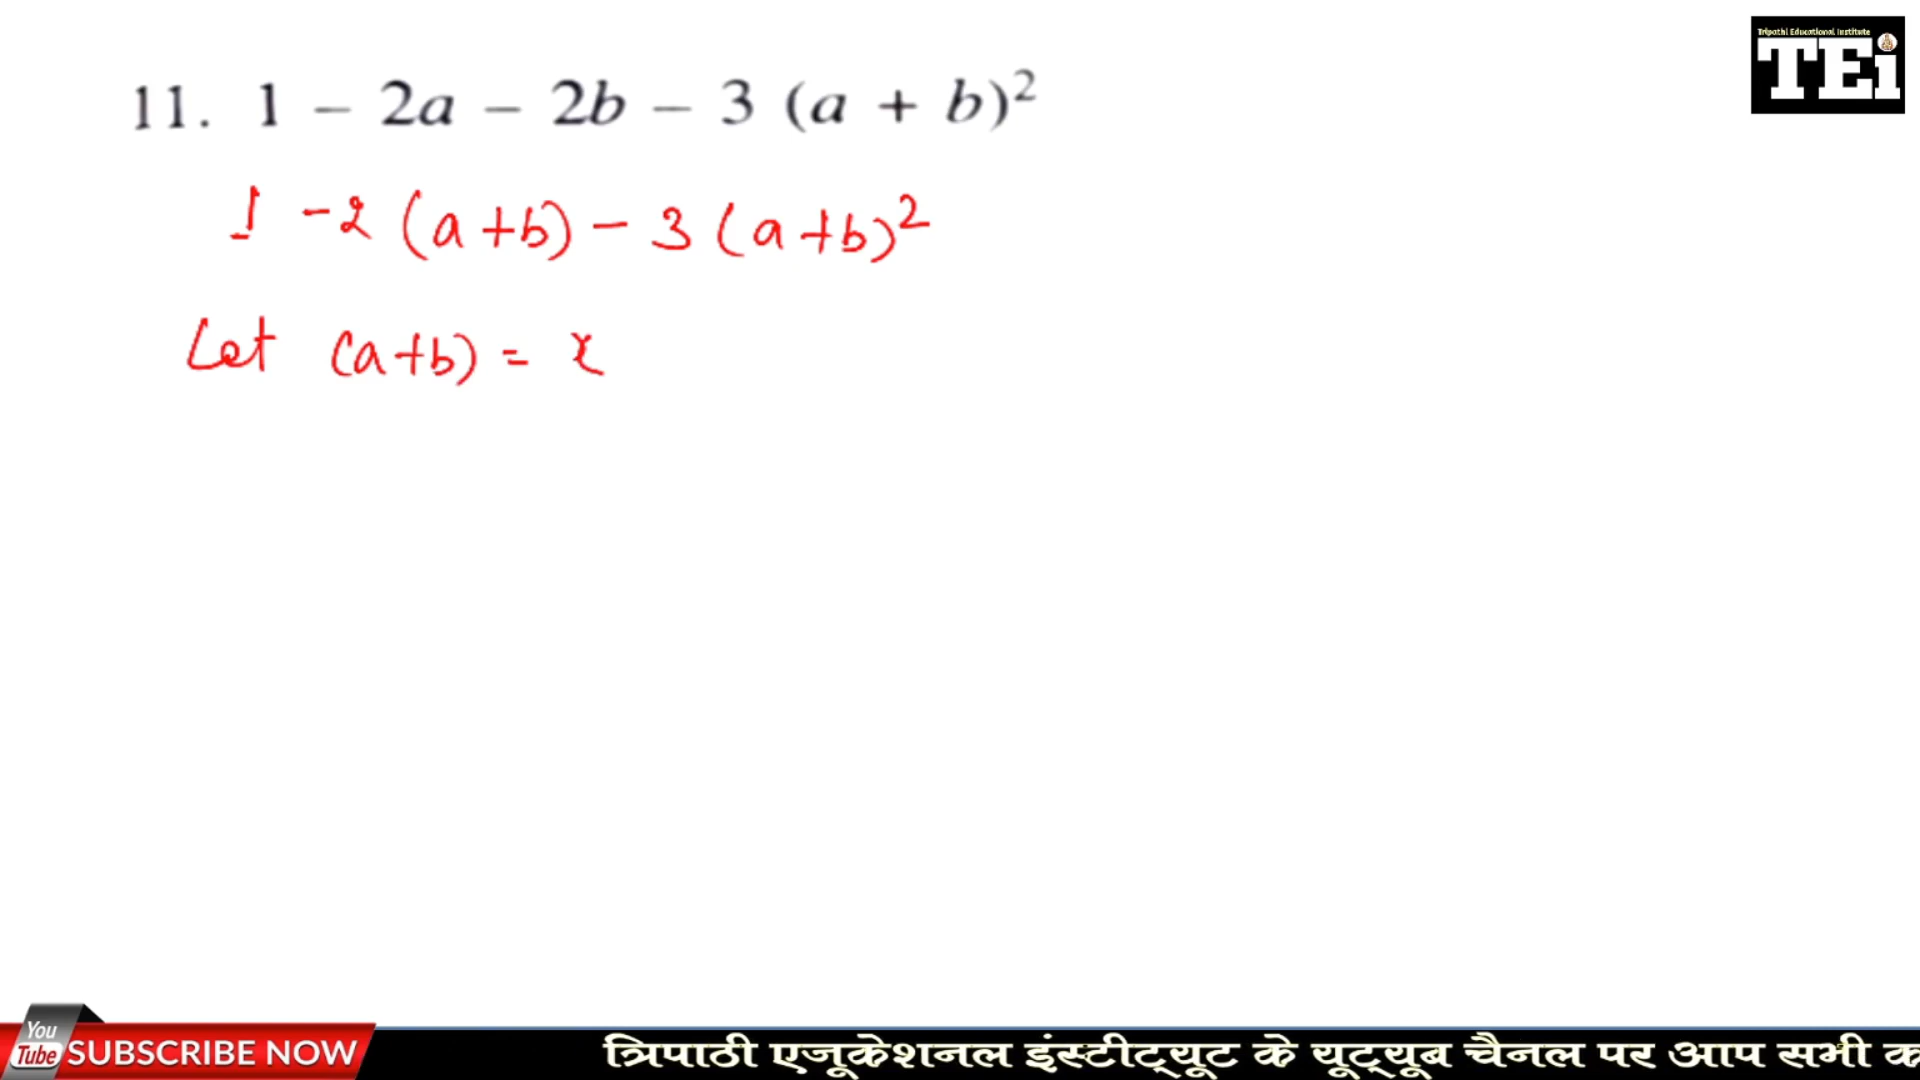 Tripathi Educational Institute
TEi
11. 1 − 2a − 2b − 3 (a + b)²
1 -2 (a+b) - 3 (a+b)²
Let (a+b) = x
You
Tube SUBSCRIBE NOW
त्रिपाठी एजूकेशनल इंस्टीट्यूट के यूट्यूब चैनल पर आप सभी क